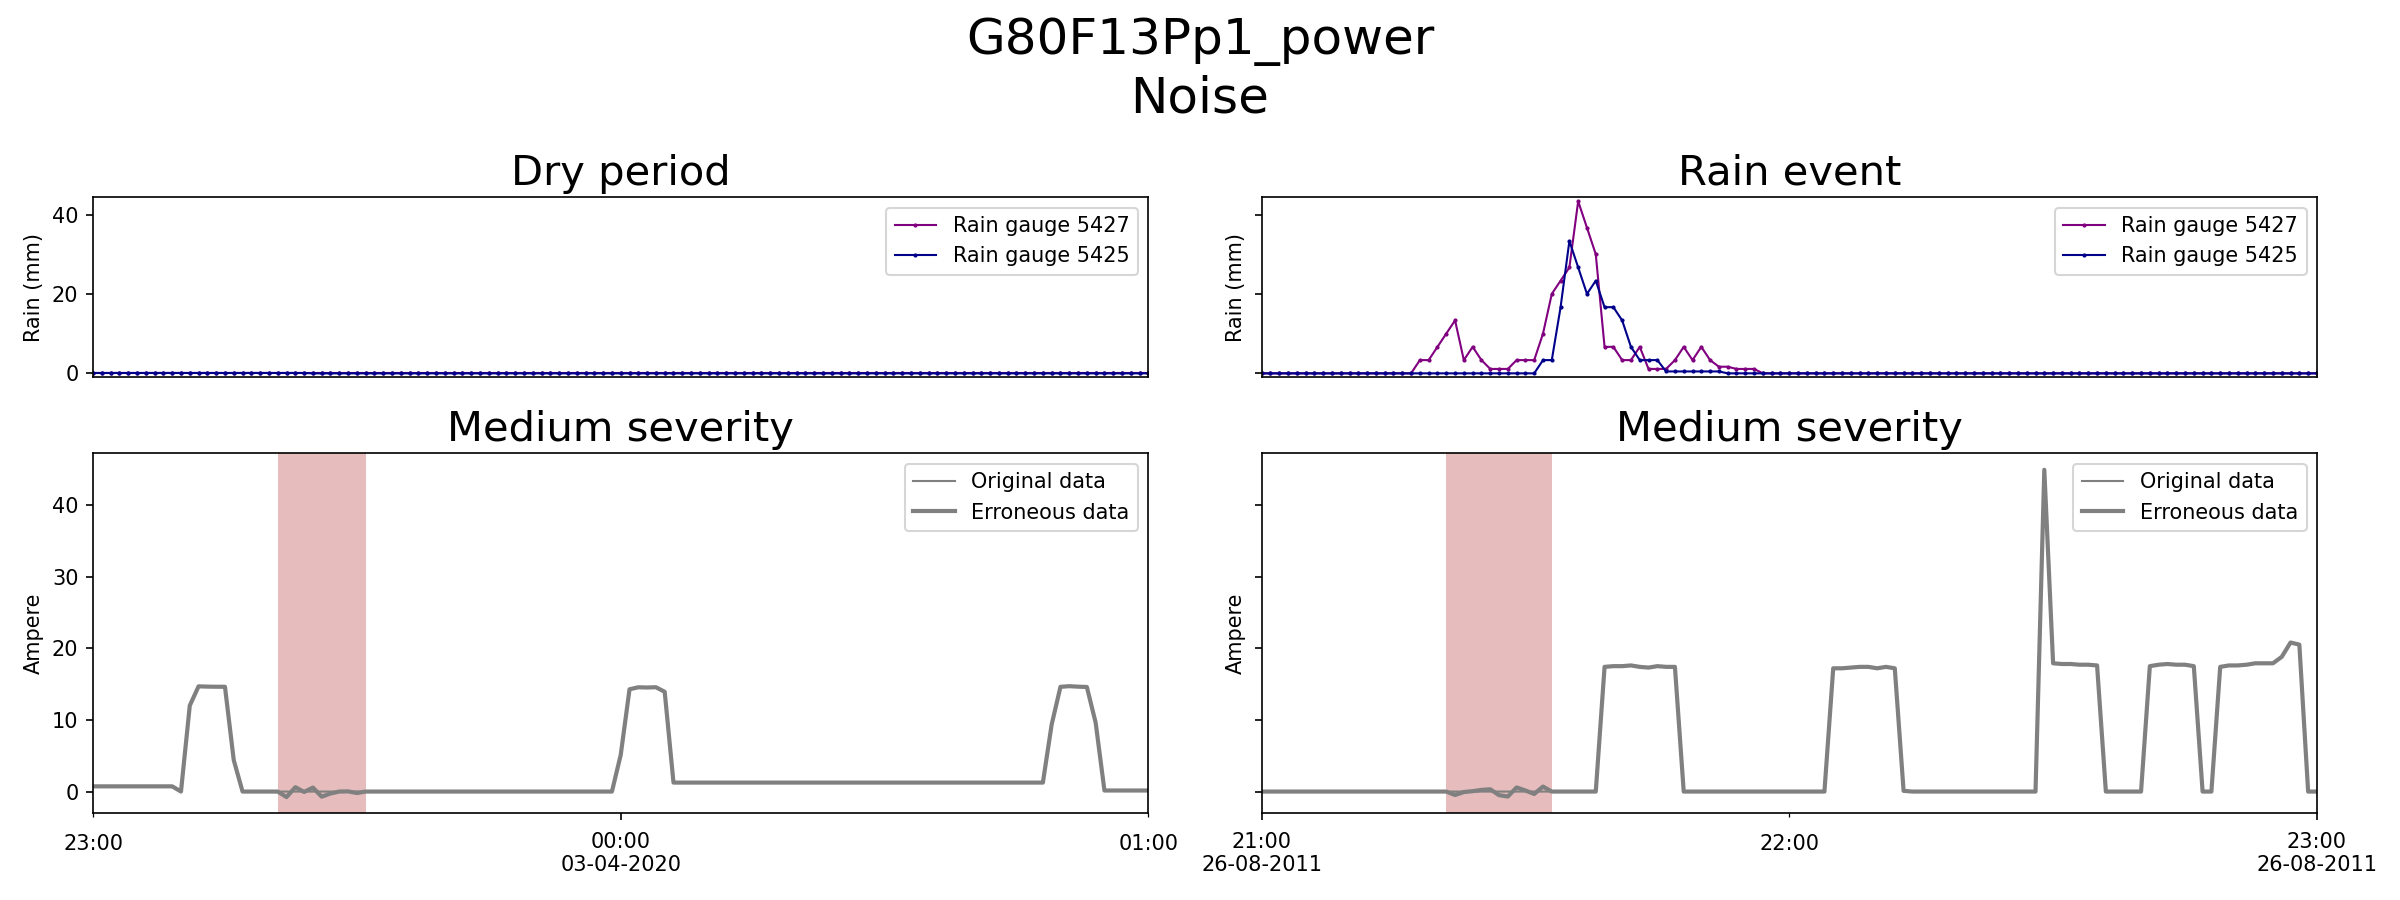 G80F13Pp1_power
Noise
Dry period
Rain event
40
20
0
Rain (mm)
Rain gauge 5427
Rain gauge 5425
Rain (mm)
Rain gauge 5427
Rain gauge 5425
Medium severity
Medium severity
40
30
20
10
0
Ampere
Original data
Erroneous data
23:00
00:00
03-04-2020
01:00
Ampere
Original data
Erroneous data
21:00
26-08-2011
22:00
23:00
26-08-2011